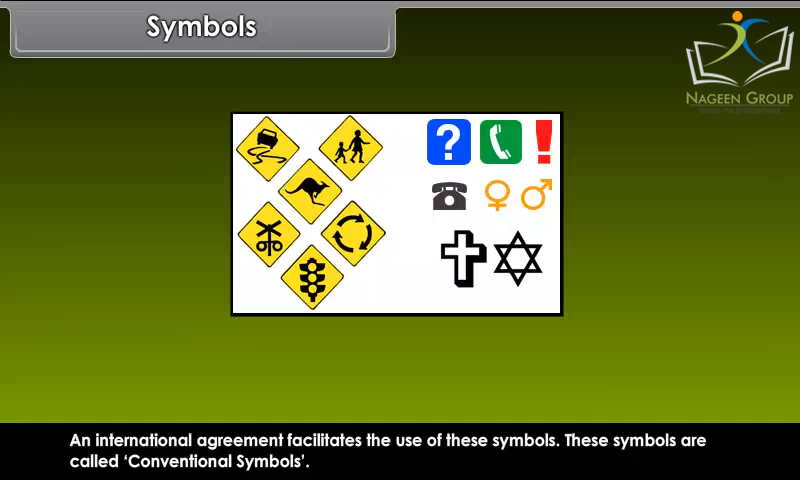 Symbols
NAGEEN GROUP
?
!
An international agreement facilitates the use of these symbols. These symbols are
called ‘Conventional Symbols’.